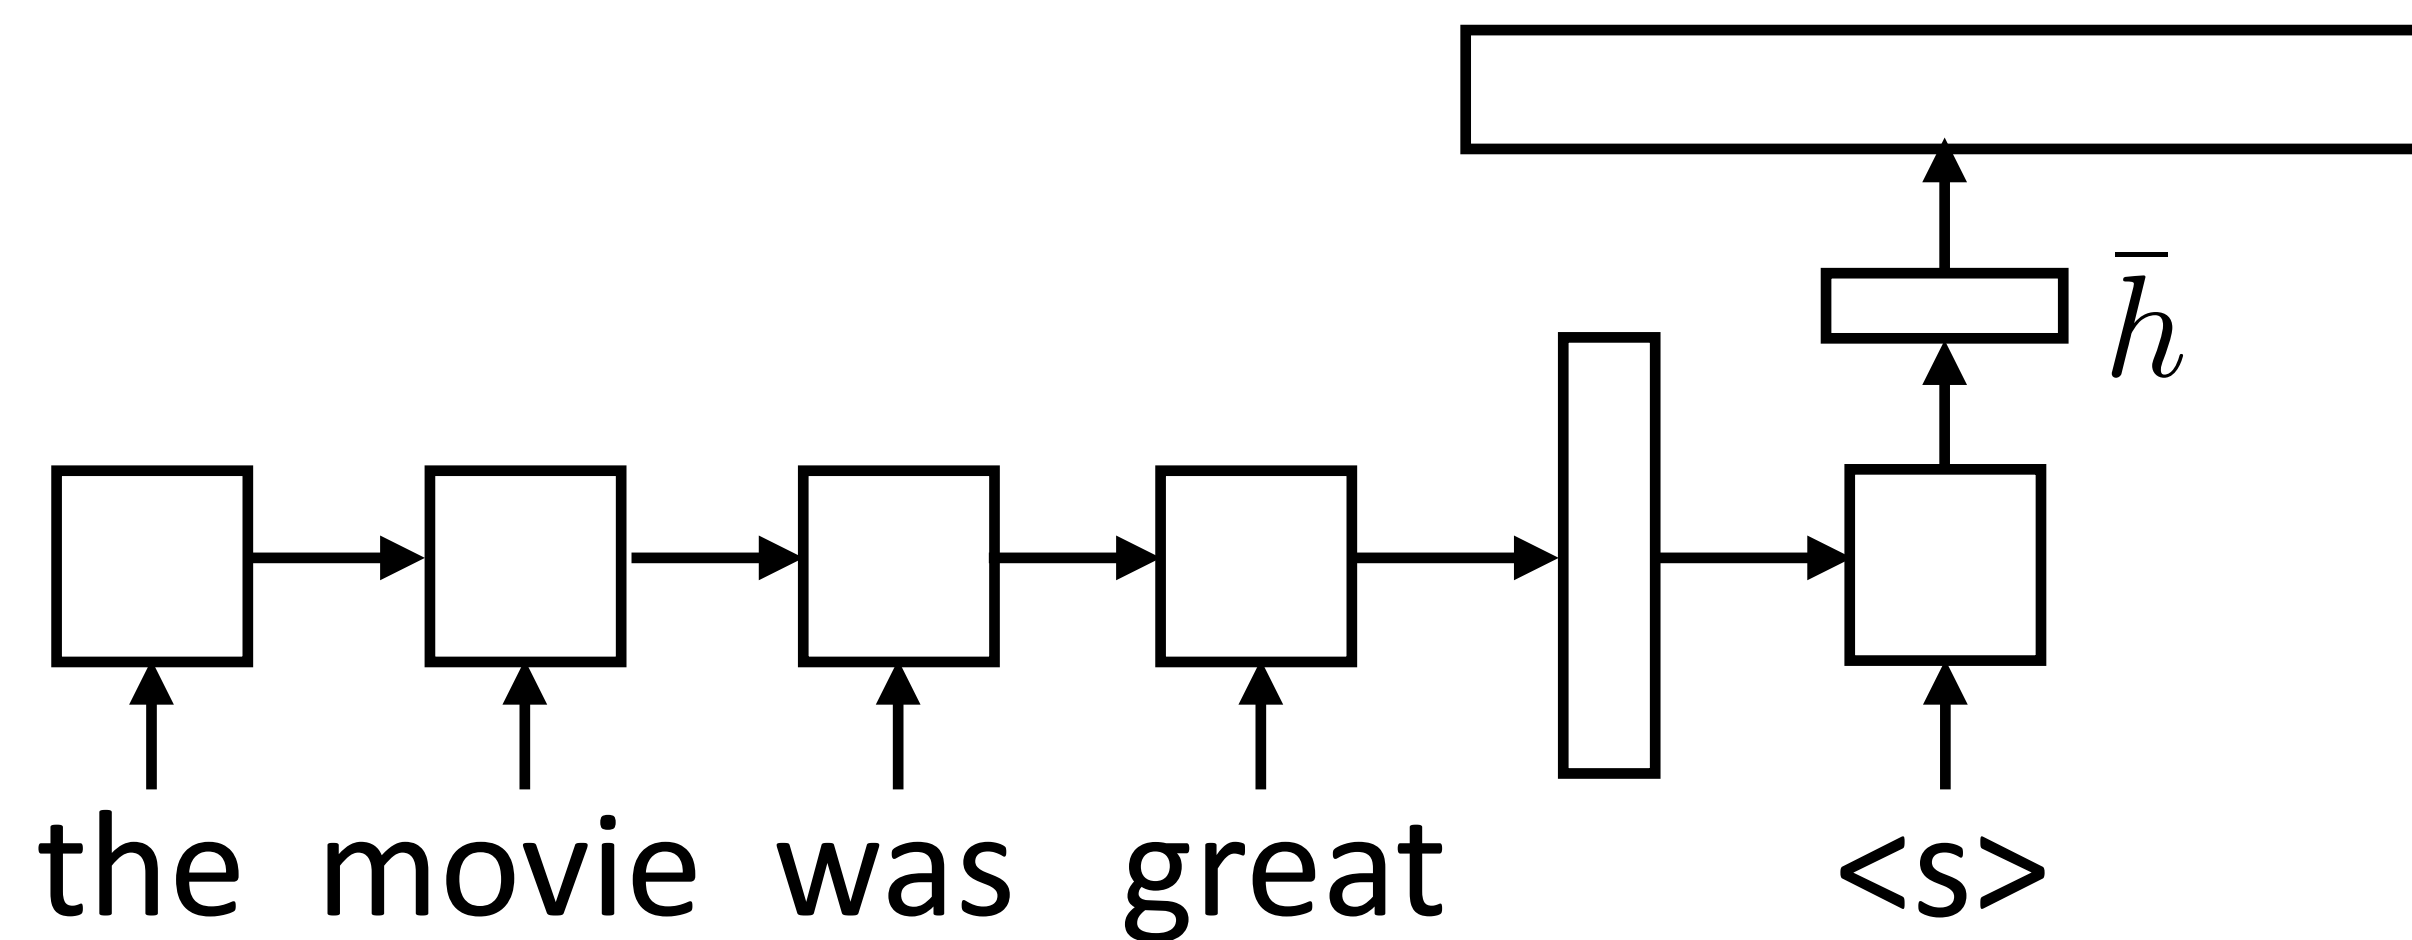 h̄
the movie was great <s>